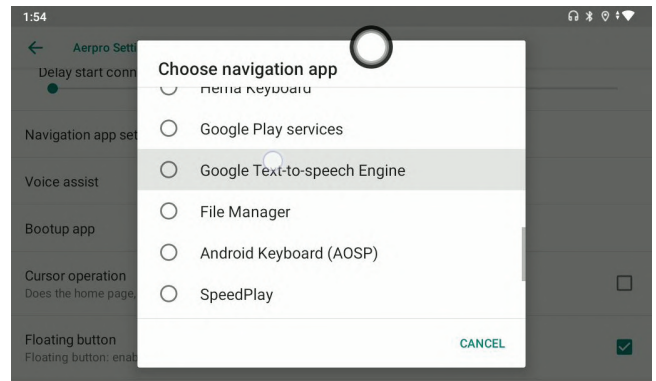 1:54
Aerpro Setti
Delay start conn
Choose navigation app
Hema Keyboard
Google Play services
Navigation app set
Google Text-to-speech Engine
Voice assist
File Manager
Bootup app
Android Keyboard (AOSP)
Cursor operation
Does the home page,
SpeedPlay
Floating button
Floating button: enab
CANCEL